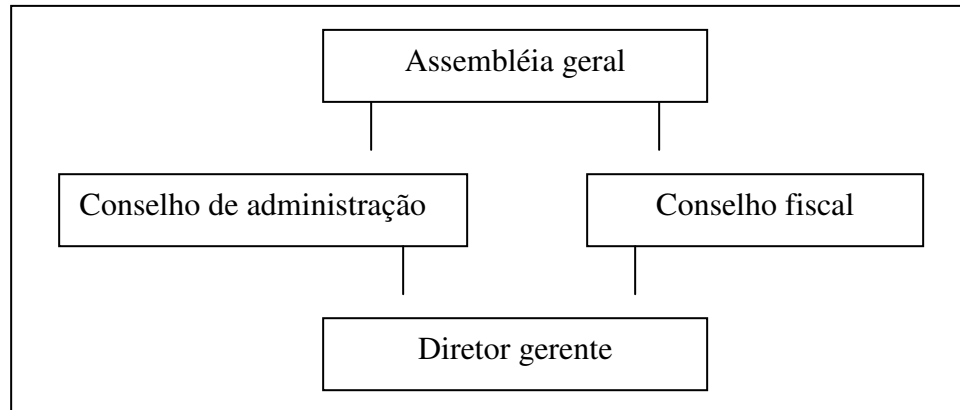 Assembléia geral
Conselho de administração
Conselho fiscal
Diretor gerente